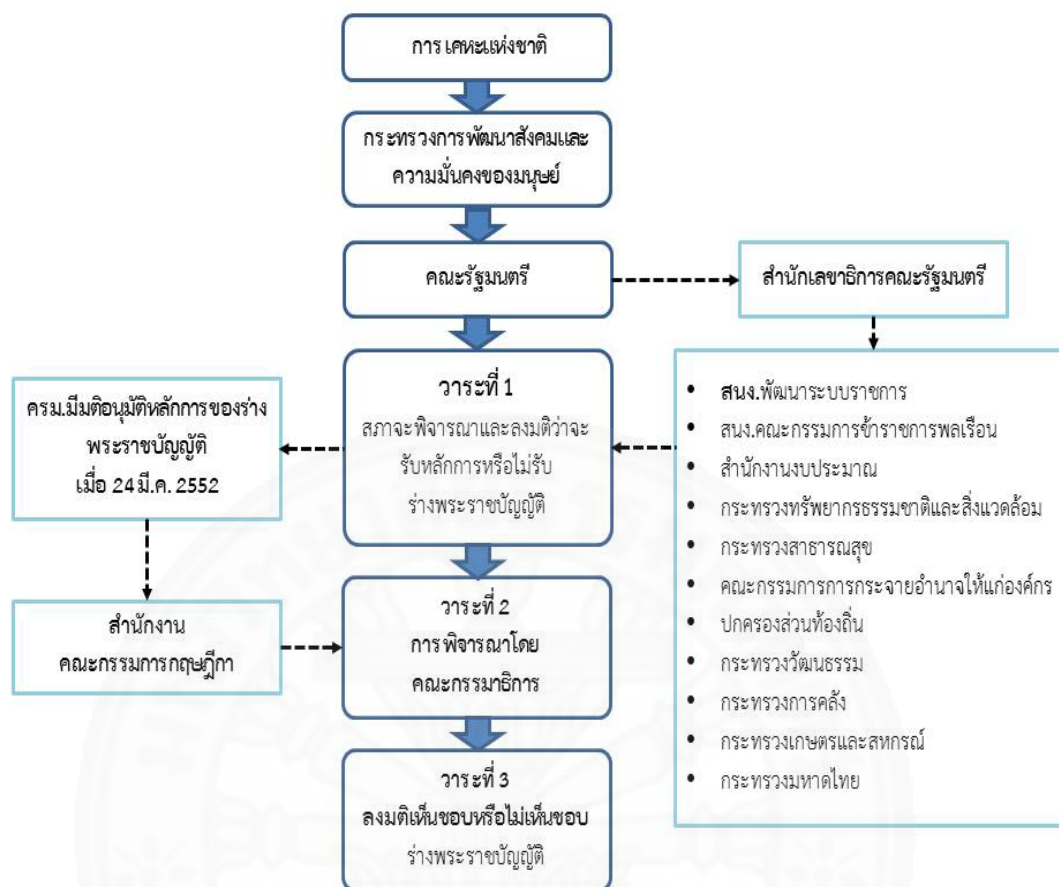 การเคหะแห่งชาติ
กระทรวงการพัฒนาสังคมและ
ความมั่นคงของมนุษย์
คณะรัฐมนตรี
สำนักเลขาธิการคณะรัฐมนตรี
วาระที่ 1
สภาจะพิจารณาและลงมติว่าจะ
รับหลักการหรือไม่รับ
ร่างพระราชบัญญัติ
ครม.มีมติอนุมัติหลักการของร่าง
พระราชบัญญัติ
เมื่อ 24 มี.ค. 2552
• สนง.พัฒนาระบบราชการ
• สนง.คณะกรรมการข้าราชการพลเรือน
• สำนักงานงบประมาณ
• กระทรวงทรัพยากรธรรมชาติและสิ่งแวดล้อม
• กระทรวงสาธารณสุข
• คณะกรรมการการกระจายอำนาจให้แก่องค์กร
• ปกครองส่วนท้องถิ่น
• กระทรวงวัฒนธรรม
• กระทรวงการคลัง
• กระทรวงเกษตรและสหกรณ์
• กระทรวงมหาดไทย
สำนักงาน
คณะกรรมการกฤษฎีกา
วาระที่ 2
การพิจารณาโดย
คณะกรรมาธิการ
วาระที่ 3
ลงมติเห็นชอบหรือไม่เห็นชอบ
ร่างพระราชบัญญัติ